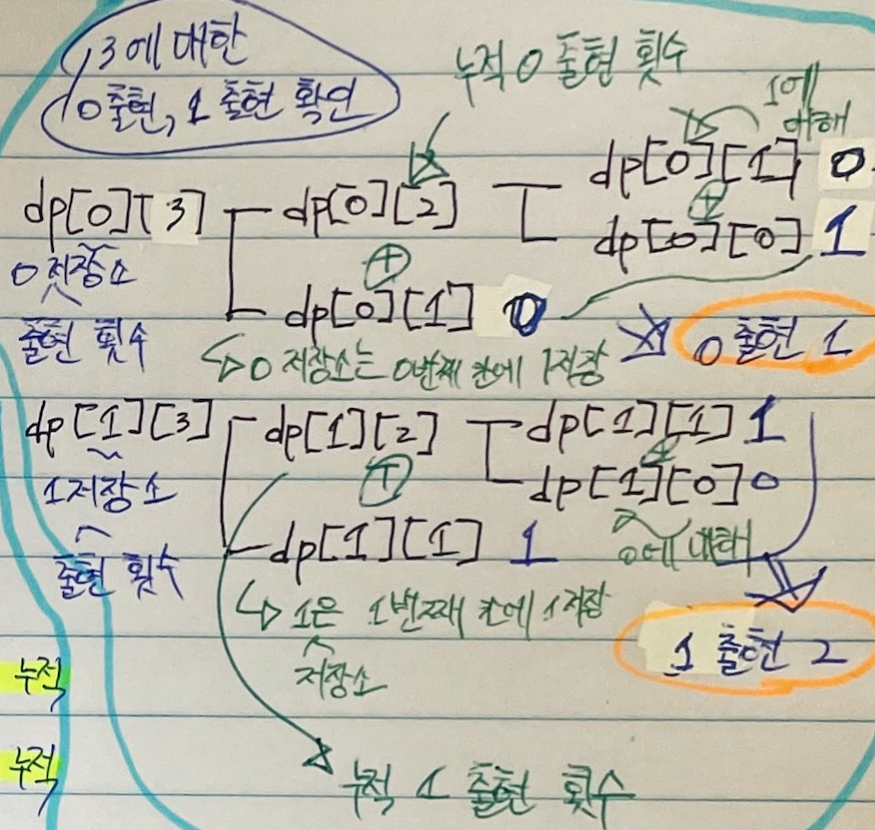 3에 대한
0출현, 1 출현 확인
누적 0 출현 횟수
1에
dp[0][1] 0
dp[0][3] dp[0][2]
dp[0][0] 1
0 저장소
dp[0][1] 0
출현 횟수
0 저장소는 0번째 칸에 1저장
0 출현 1
dp[1][3] dp[1][2] dp[1][1] 1
dp[1][0] 0
1저장소
dp[1][1] 1
0에 대해
출현 횟수
1은 1번째 칸에 1저장
저장소
1 출현 2
누적
누적
누적 1 출현 횟수